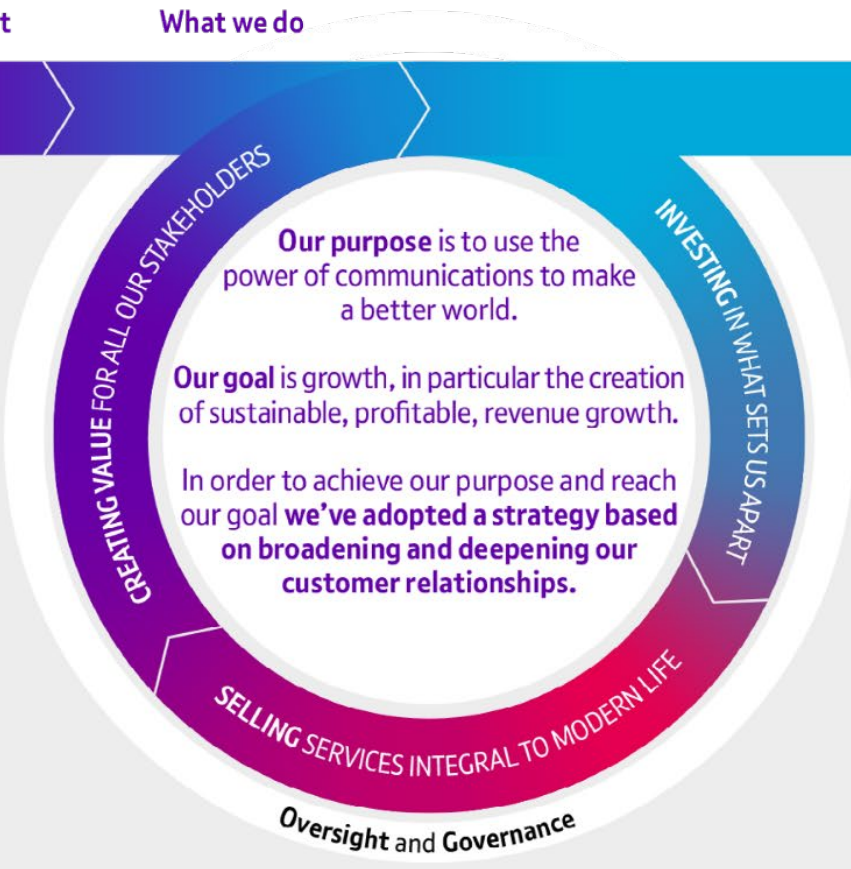 t
What we do
CREATING VALUE FOR ALL OUR STAKEHOLDERS
INVESTING IN WHAT SETS US APART
Our purpose is to use the
power of communications to make
a better world.
Our goal is growth, in particular the creation
of sustainable, profitable, revenue growth.
In order to achieve our purpose and reach
our goal we've adopted a strategy based
on broadening and deepening our
customer relationships.
SELLING SERVICES INTEGRAL TO MODERN LIFE
Oversight and Governance